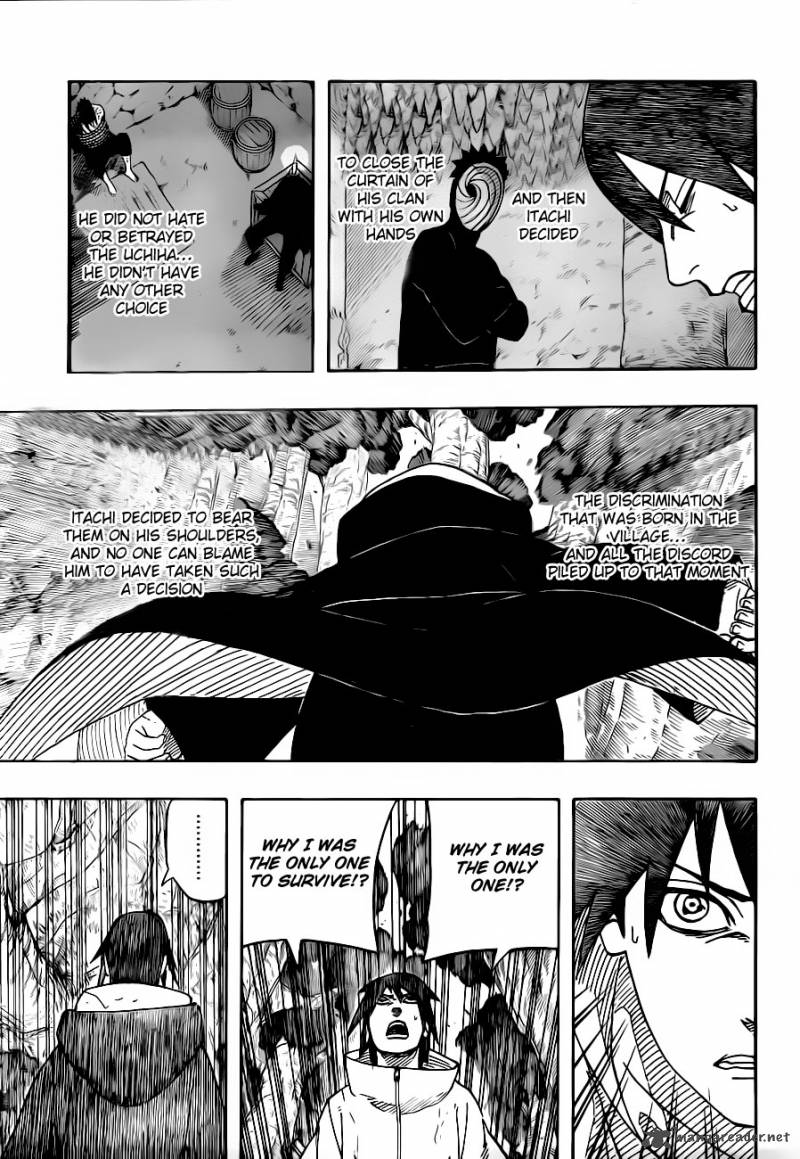 AND THEN
ITACHI
DECIDED
TO CLOSE THE
CURTAIN OF
HIS CLAN
WITH HIS OWN
HANDS
HE DID NOT HATE
OR BETRAYED
THE UCHIHA...
HE DIDN'T HAVE
ANY OTHER
CHOICE
THE DISCRIMINATION
THAT WAS BORN IN THE
VILLAGE...
AND ALL THE DISCORD
PILED UP TO THAT MOMENT
ITACHI DECIDED TO BEAR
THEM ON HIS SHOULDERS,
AND NO ONE CAN BLAME
HIM TO HAVE TAKEN SUCH
A DECISION
WHY I WAS
THE ONLY
ONE!?
WHY I WAS
THE ONLY ONE
TO SURVIVE!?
.........
mangareader.net